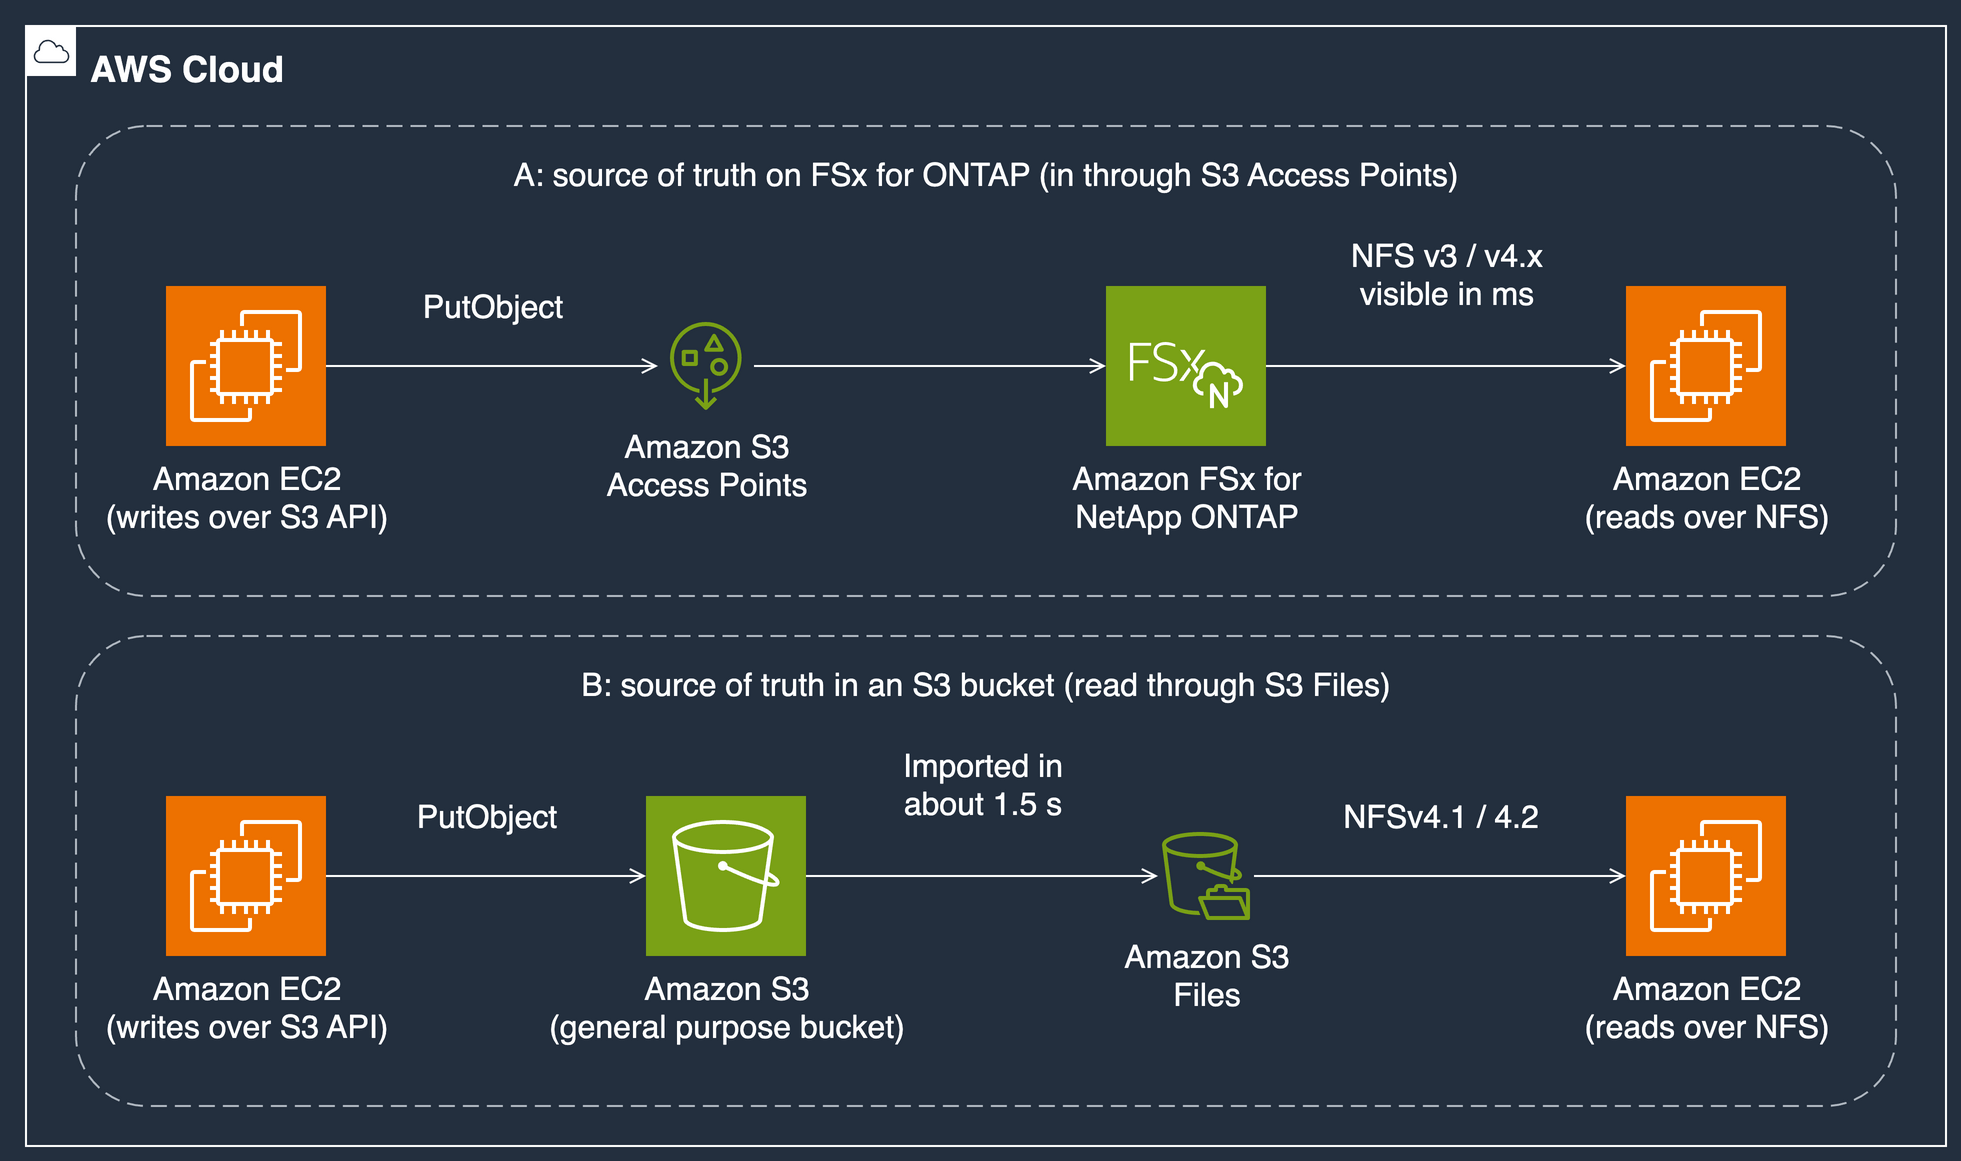 AWS Cloud
A: source of truth on FSx for ONTAP (in through S3 Access Points)
NFS v3 / v4.x
visible in ms
PutObject
FSx
N
Amazon S3
Access Points
Amazon EC2
(writes over S3 API)
Amazon FSx for
NetApp ONTAP
Amazon EC2
(reads over NFS)
B: source of truth in an S3 bucket (read through S3 Files)
Imported in
about 1.5 s
PutObject
NFSv4.1 / 4.2
Amazon S3
Files
Amazon EC2
(writes over S3 API)
Amazon S3
(general purpose bucket)
Amazon EC2
(reads over NFS)